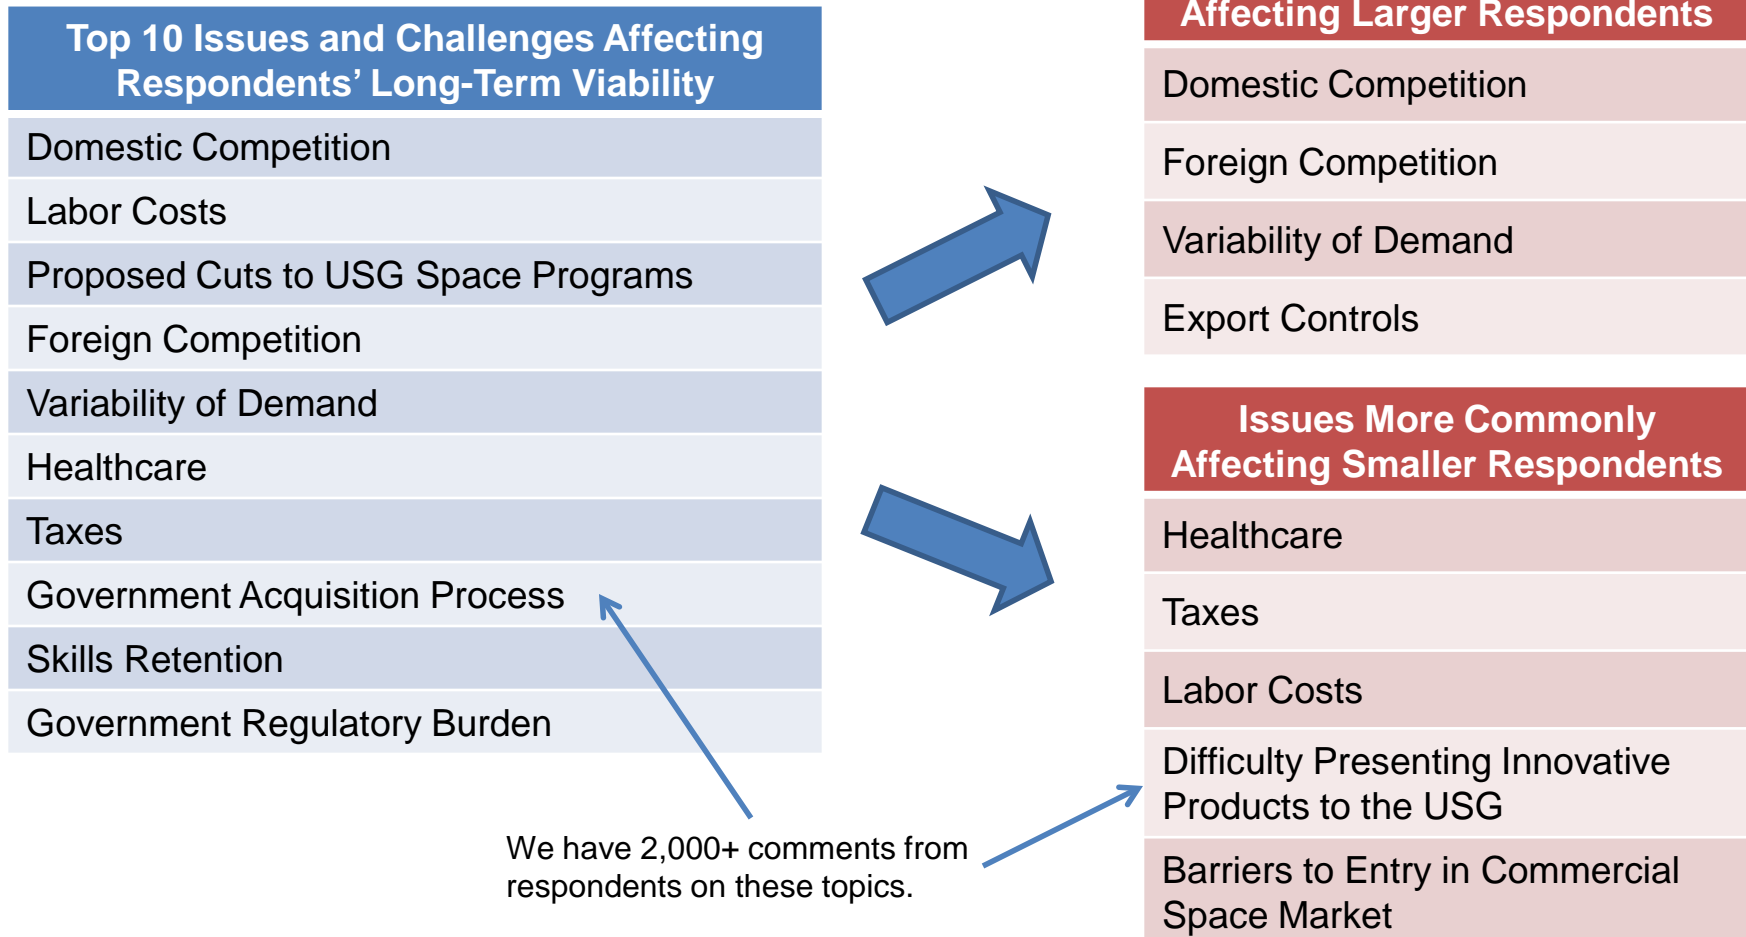 Top 10 Issues and Challenges Affecting
Respondents’ Long-Term Viability
Domestic Competition
Labor Costs
Proposed Cuts to USG Space Programs
Foreign Competition
Variability of Demand
Healthcare
Taxes
Government Acquisition Process
Skills Retention
Government Regulatory Burden
We have 2,000+ comments from
respondents on these topics.
Affecting Larger Respondents
Domestic Competition
Foreign Competition
Variability of Demand
Export Controls
Issues More Commonly
Affecting Smaller Respondents
Healthcare
Taxes
Labor Costs
Difficulty Presenting Innovative
Products to the USG
Barriers to Entry in Commercial
Space Market